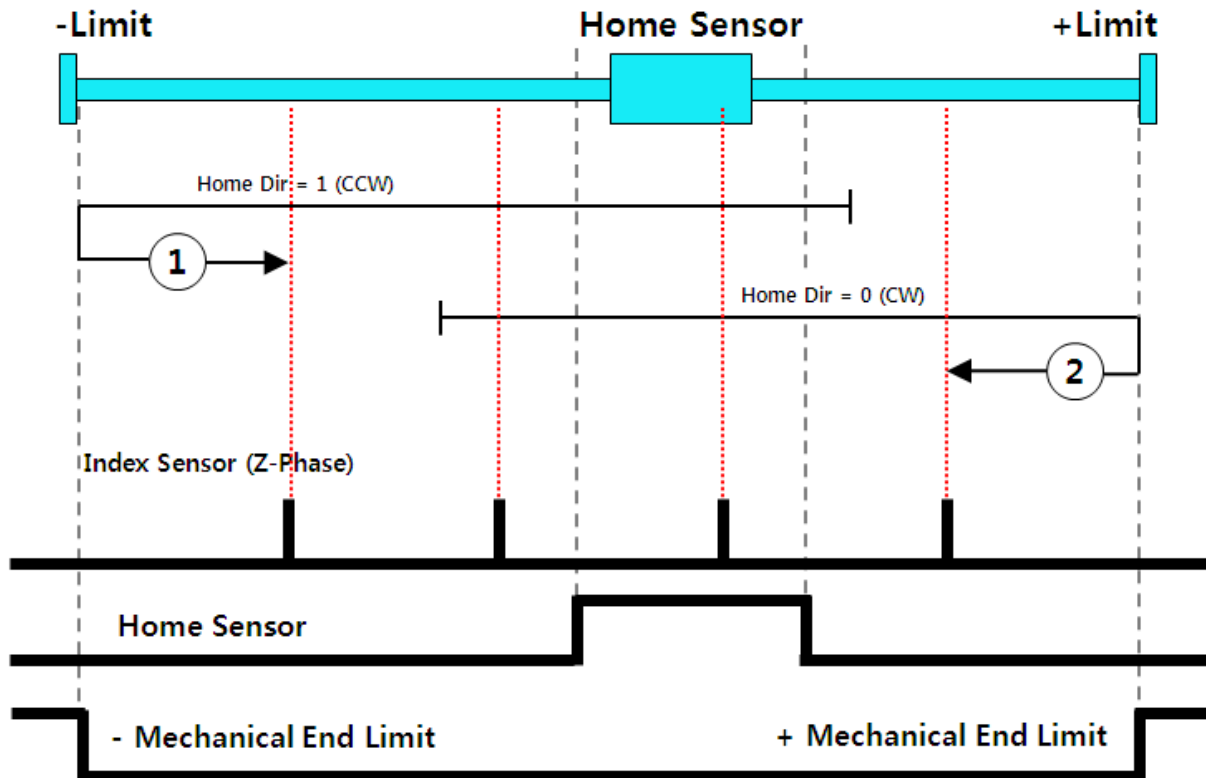 -Limit
Home Sensor
+Limit
Home Dir = 1 (CCW)
1
Home Dir = 0 (CW)
2
Index Sensor (Z-Phase)
Home Sensor
- Mechanical End Limit
+ Mechanical End Limit